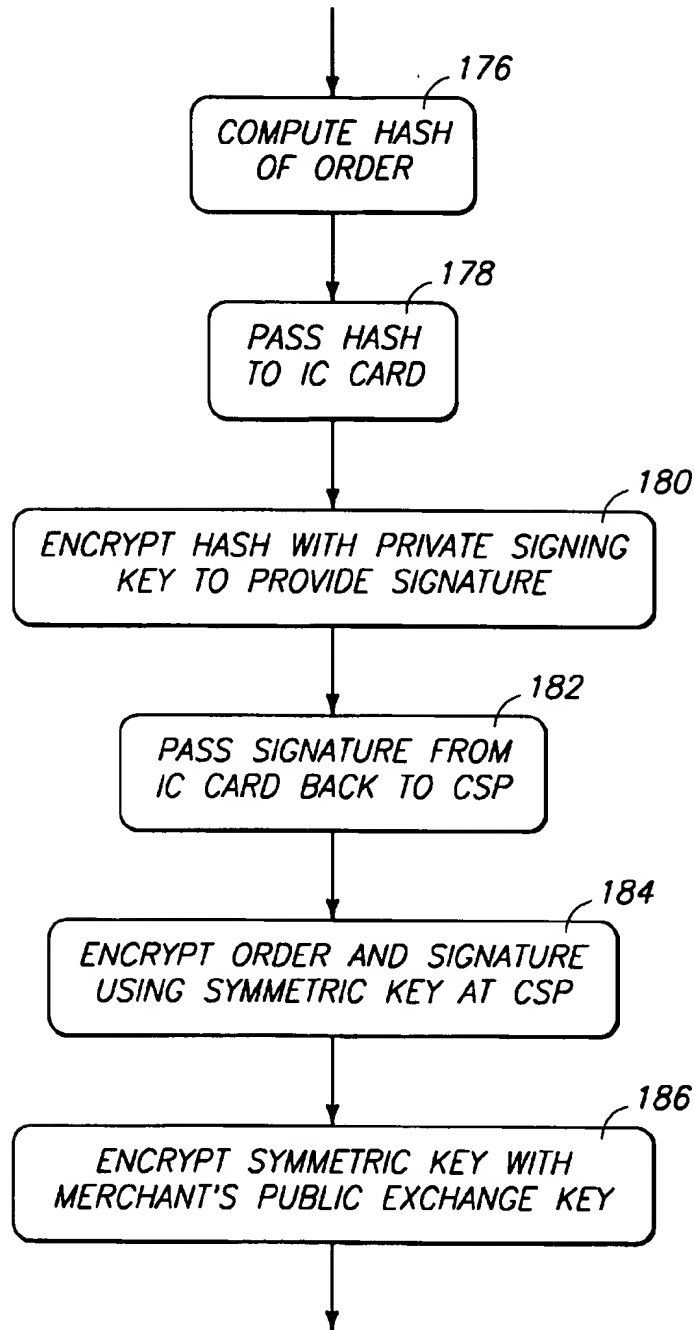 176
COMPUTE HASH
OF ORDER
178
PASS HASH
TO IC CARD
180
ENCRYPT HASH WITH PRIVATE SIGNING
KEY TO PROVIDE SIGNATURE
182
PASS SIGNATURE FROM
IC CARD BACK TO CSP
184
ENCRYPT ORDER AND SIGNATURE
USING SYMMETRIC KEY AT CSP
186
ENCRYPT SYMMETRIC KEY WITH
MERCHANT'S PUBLIC EXCHANGE KEY